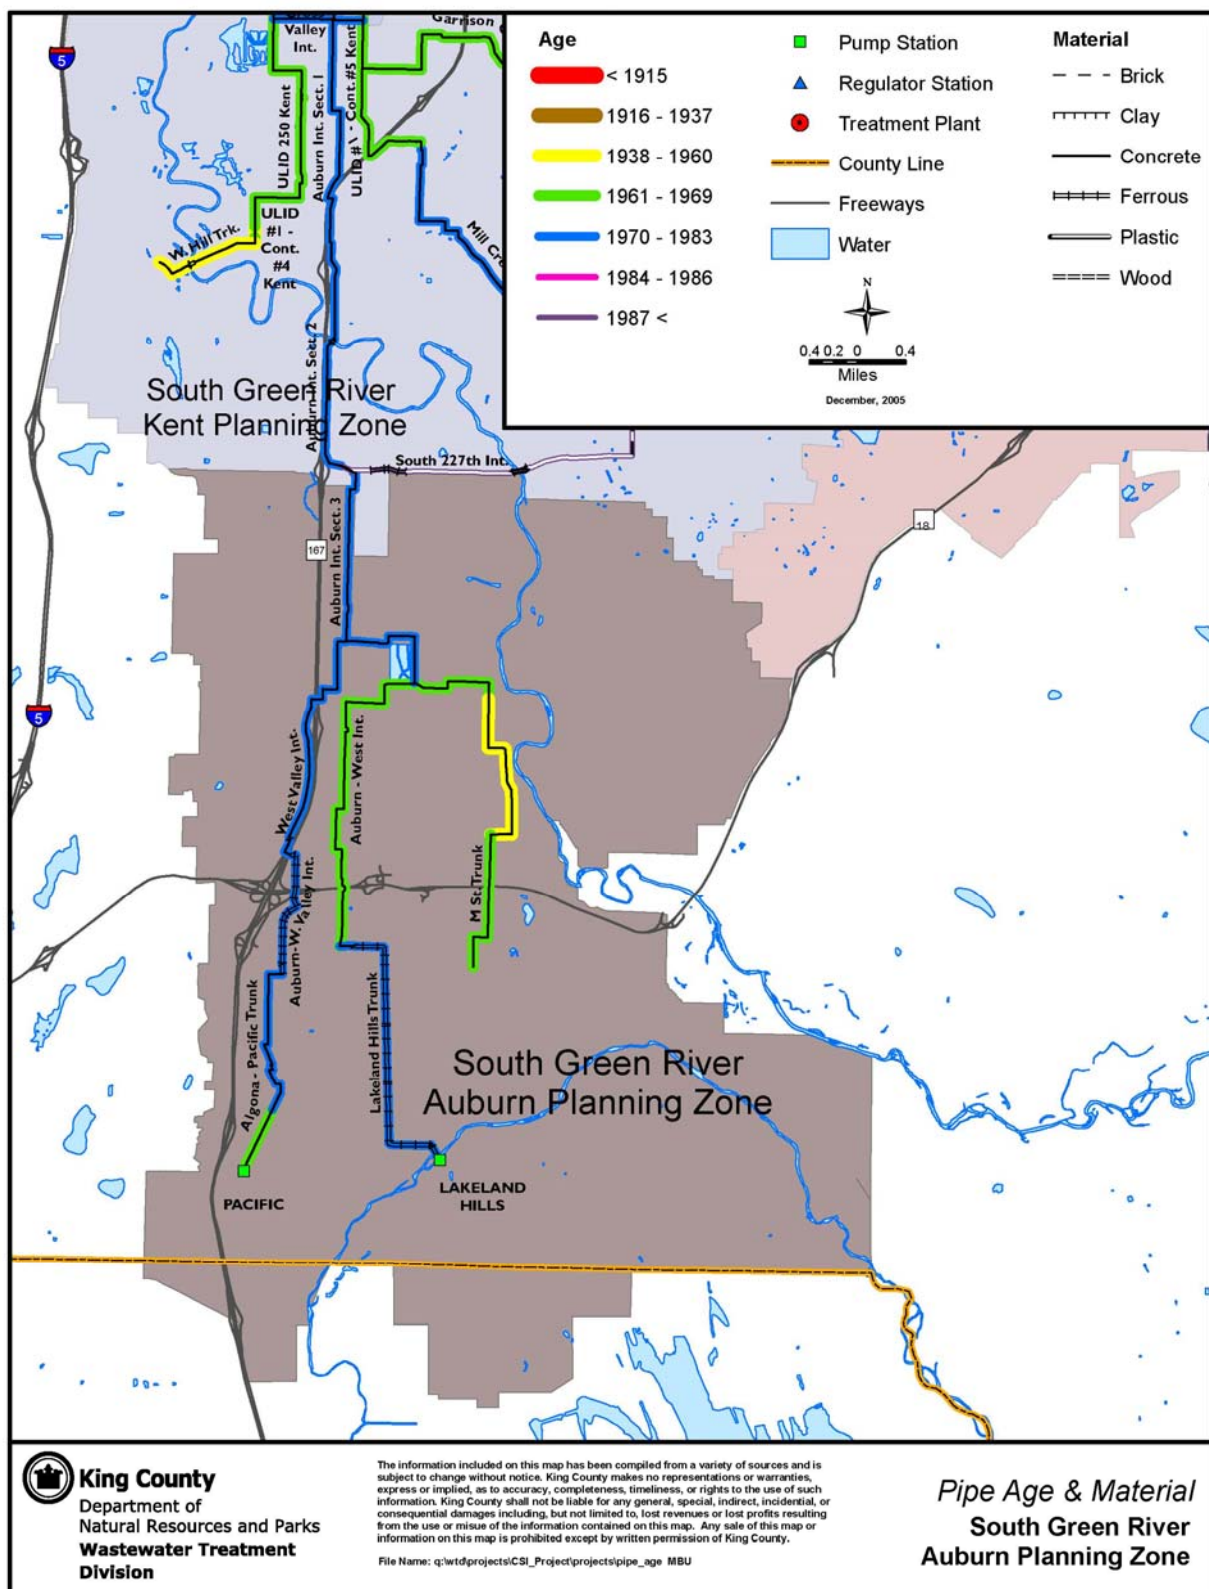 Age
< 1915
1916 - 1937
1938 - 1960
1961 - 1969
1970 - 1983
1984 - 1986
1987 <
Pump Station
Regulator Station
Treatment Plant
County Line
Freeways
Water
N
0.4 0.2 0 0.4
Miles
December, 2005
Material
Brick
Clay
Concrete
Ferrous
Plastic
Wood
5
Valley
Int.
Garrison
ULID 250 Kent
Auburn Int. Sect. 1
ULID #1 - Cont. #5 Kent
W. Hill Trk.
ULID
#1 -
Cont.
#4
Kent
Mill Cre
Auburn Int. Sect. 2
South Green River
Kent Planning Zone
South 227th Int.
Auburn Int. Sect. 3
167
18
5
West Valley Int.
Auburn - West Int.
M St. Trunk
Auburn-W. Valley Int.
Algona - Pacific Trunk
Lakeland Hills Trunk
South Green River
Auburn Planning Zone
PACIFIC
LAKELAND
HILLS
King County
Department of
Natural Resources and Parks
Wastewater Treatment
Division
The information included on this map has been compiled from a variety of sources and is
subject to change without notice. King County makes no representations or warranties,
express or implied, as to accuracy, completeness, timeliness, or rights to the use of such
information. King County shall not be liable for any general, special, indirect, incidental, or
consequential damages including, but not limited to, lost revenues or lost profits resulting
from the use or misue of the information contained on this map. Any sale of this map or
information on this map is prohibited except by written permission of King County.
File Name: q:\wtd\projects\CSI_Project\projects\pipe_age MBU
Pipe Age & Material
South Green River
Auburn Planning Zone